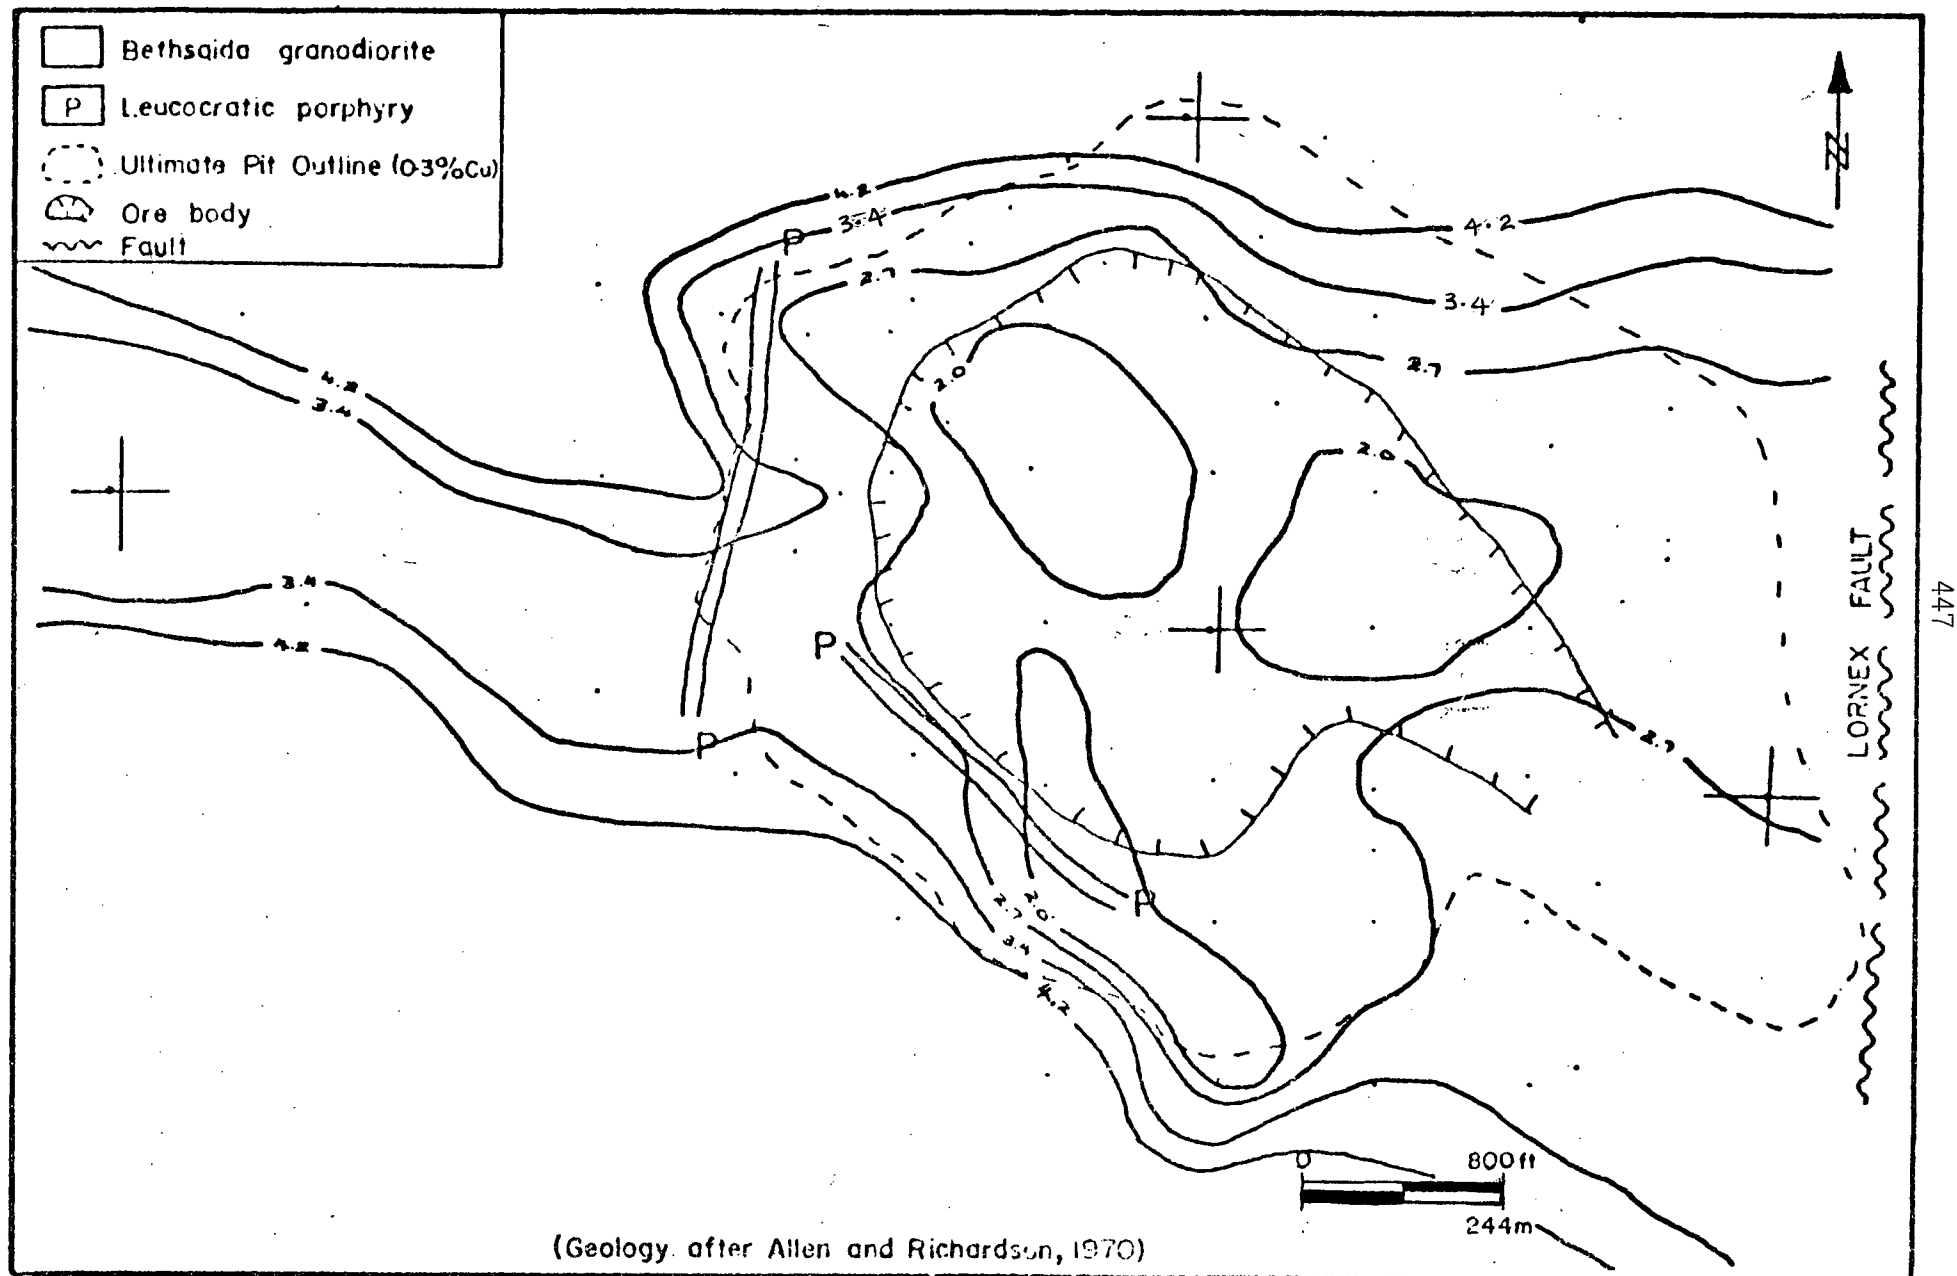 Bethsaida granodiorite
P Leucocratic porphyry
Ultimate Pit Outline (0.3%Cu)
Ore body
Fault
N
4.2
3.4
P
2.7
4.2
3.4
2.7
4.2
3.4
2.0
2.0
3.4
4.2
P
P
2.7
P
2.7
2.0
3.4
4.2
LORNEX FAULT
447
0 800ft
244m
(Geology after Allen and Richardson, 1970)